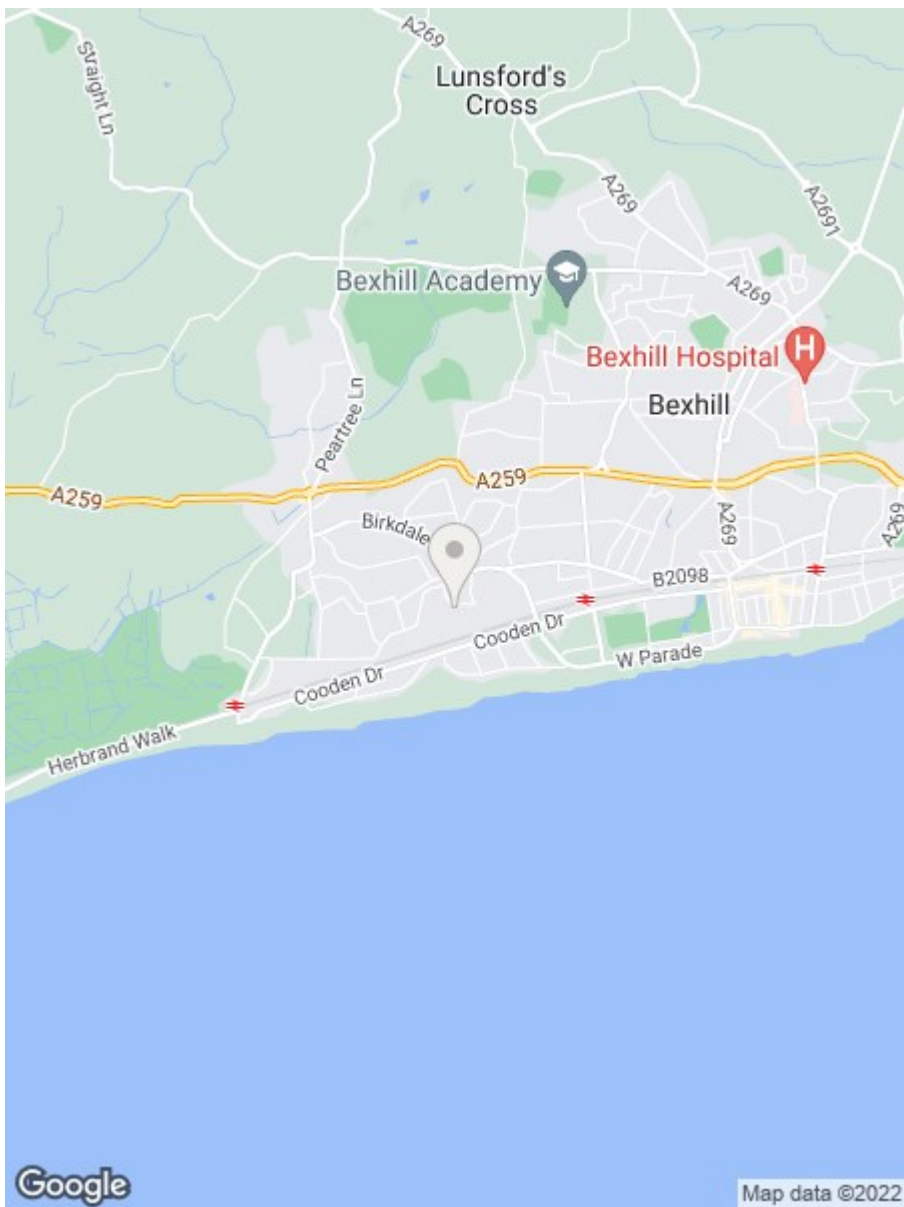 A269
Straight Ln
Lunsford's
Cross
A269
A2691
Bexhill Academy
A269
Bexhill Hospital
H
Bexhill
Peartree Ln
A259
A259
Birkdale
A269
A269
B2098
Cooden Dr
W Parade
Cooden Dr
Herbrand Walk
Google
Map data ©2022